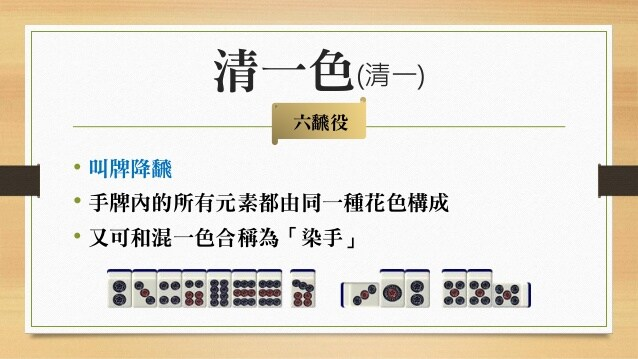 清一色(清一)
六飜役
• 叫牌降飜
• 手牌內的所有元素都由同一種花色構成
• 又可和混一色合稱為「染手」